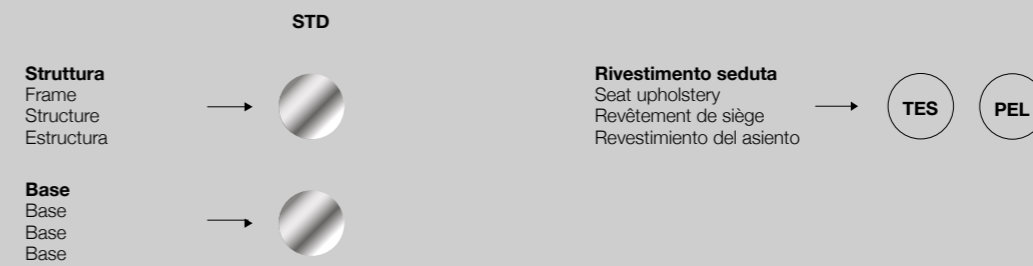 STD
Struttura
Frame
Structure
Estructura
Base
Base
Base
Base
Rivestimento seduta
Seat upholstery
Revêtement de siège
Revestimiento del asiento
TES
PEL